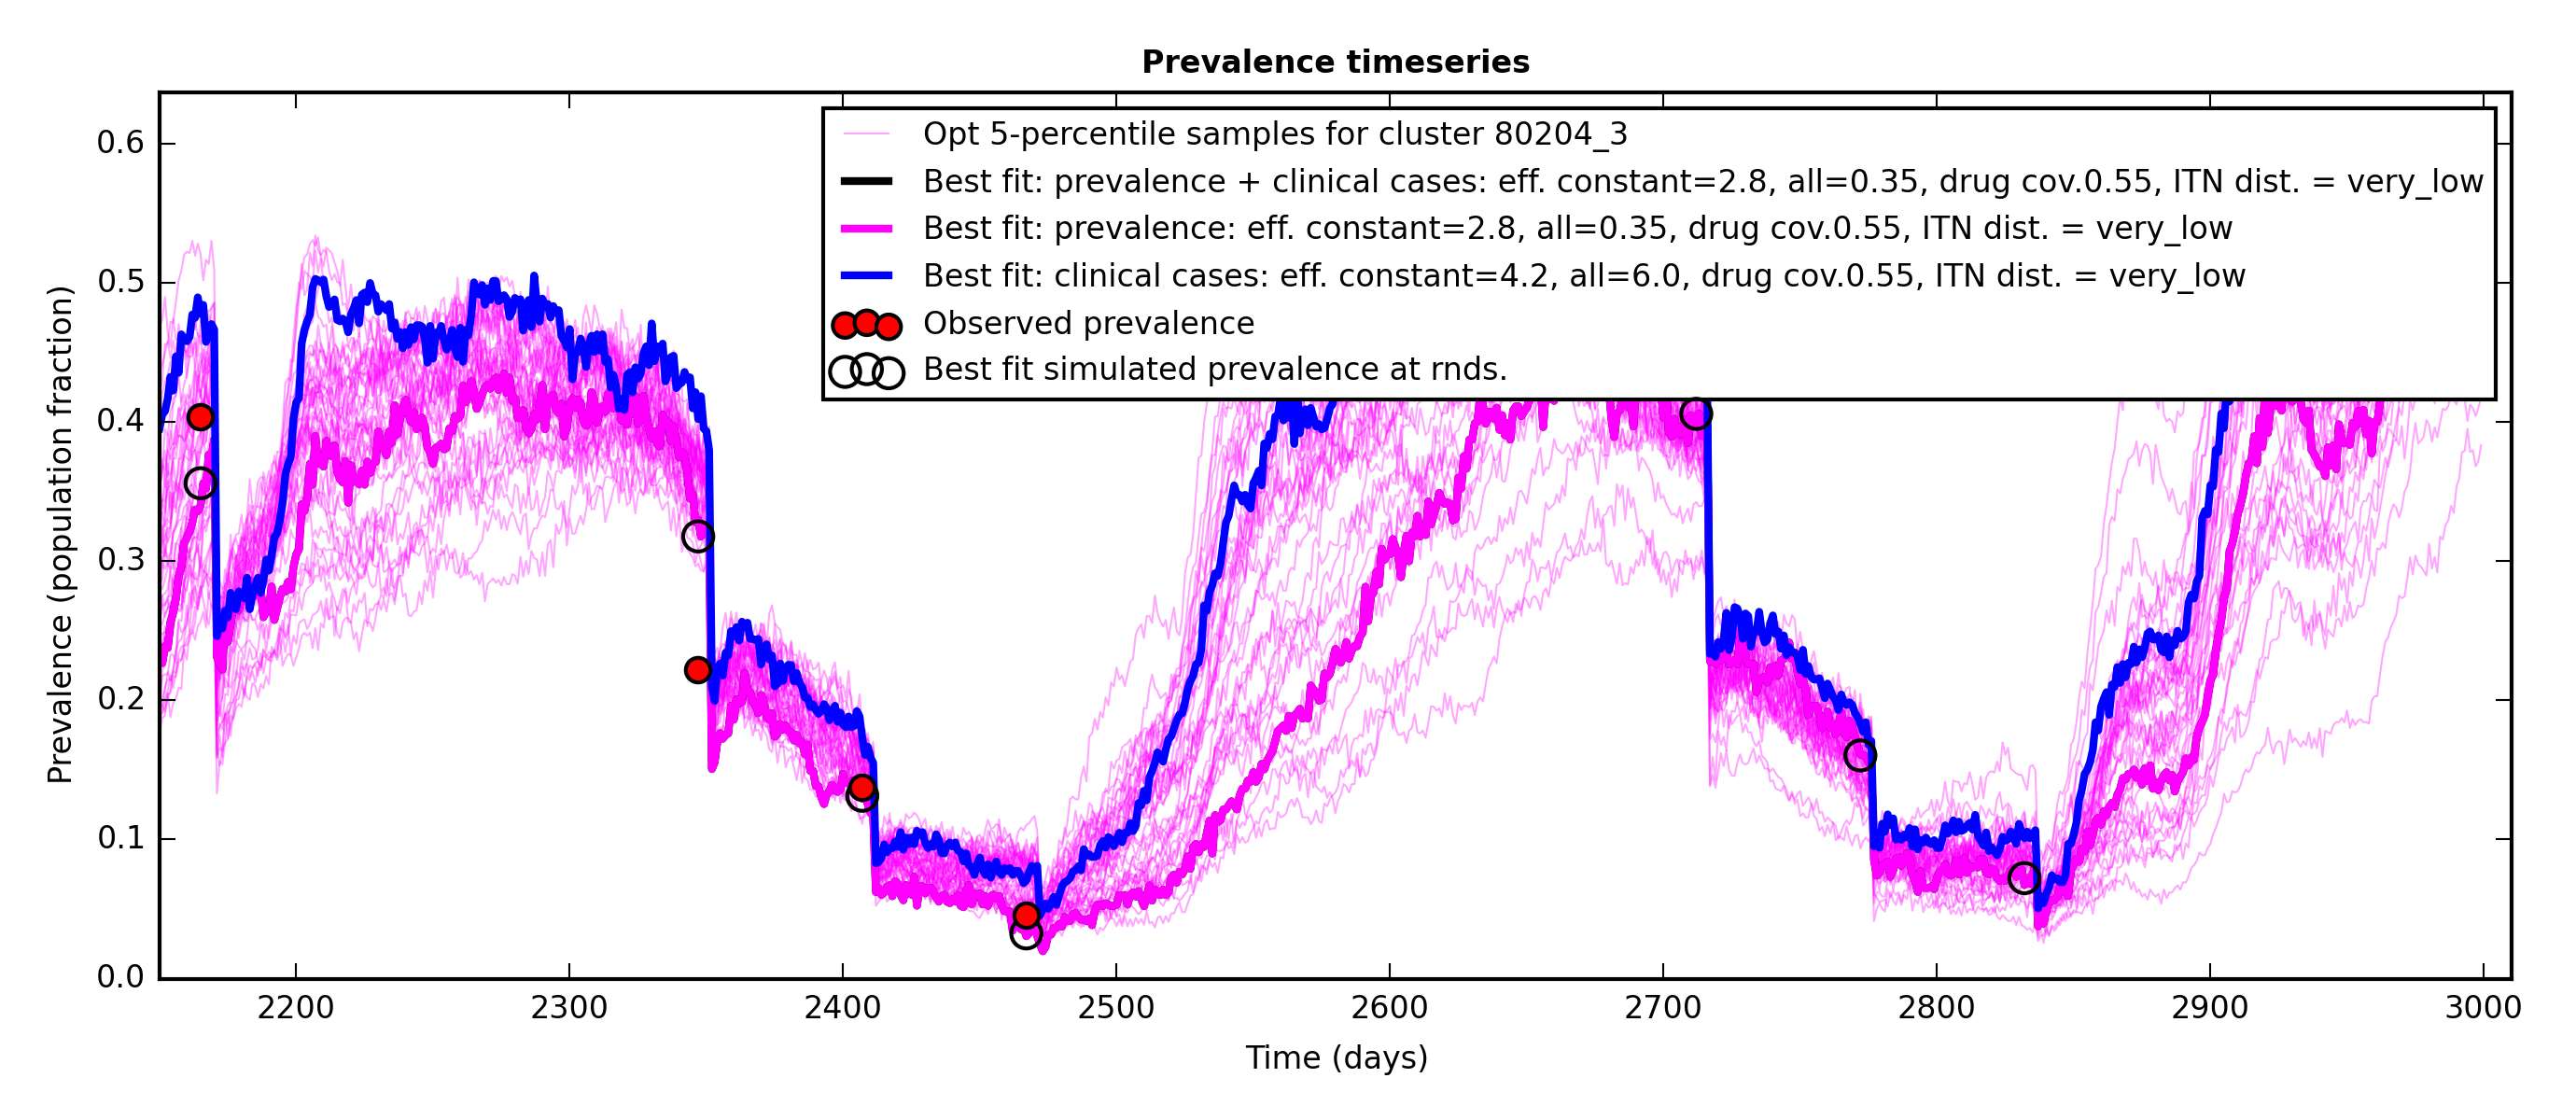 Prevalence timeseries
Opt 5-percentile samples for cluster 80204_3
Best fit: prevalence + clinical cases: eff. constant=2.8, all=0.35, drug cov.0.55, ITN dist. = very_low
Best fit: prevalence: eff. constant=2.8, all=0.35, drug cov.0.55, ITN dist. = very_low
Best fit: clinical cases: eff. constant=4.2, all=6.0, drug cov.0.55, ITN dist. = very_low
Observed prevalence
Best fit simulated prevalence at rnds.
Prevalence (population fraction)
0.6
0.5
0.4
0.3
0.2
0.1
0.0
2200 2300 2400 2500 2600 2700 2800 2900 3000
Time (days)